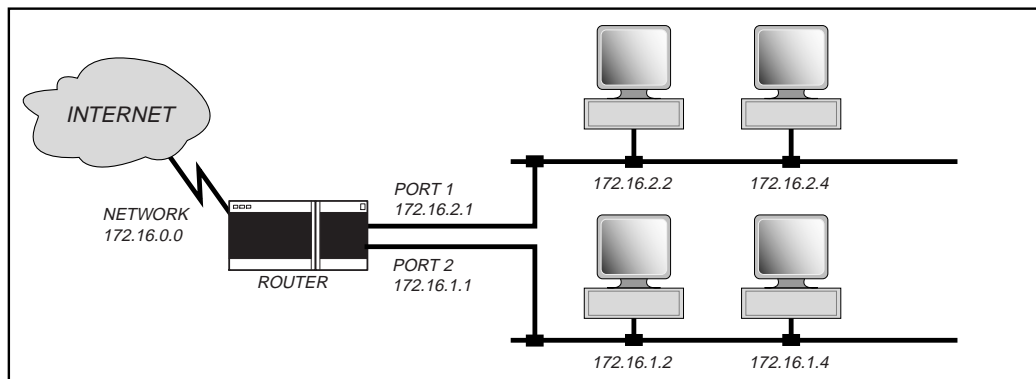 INTERNET
NETWORK
172.16.0.0
ROUTER
PORT 1
172.16.2.1
PORT 2
172.16.1.1
172.16.2.2
172.16.2.4
172.16.1.2
172.16.1.4